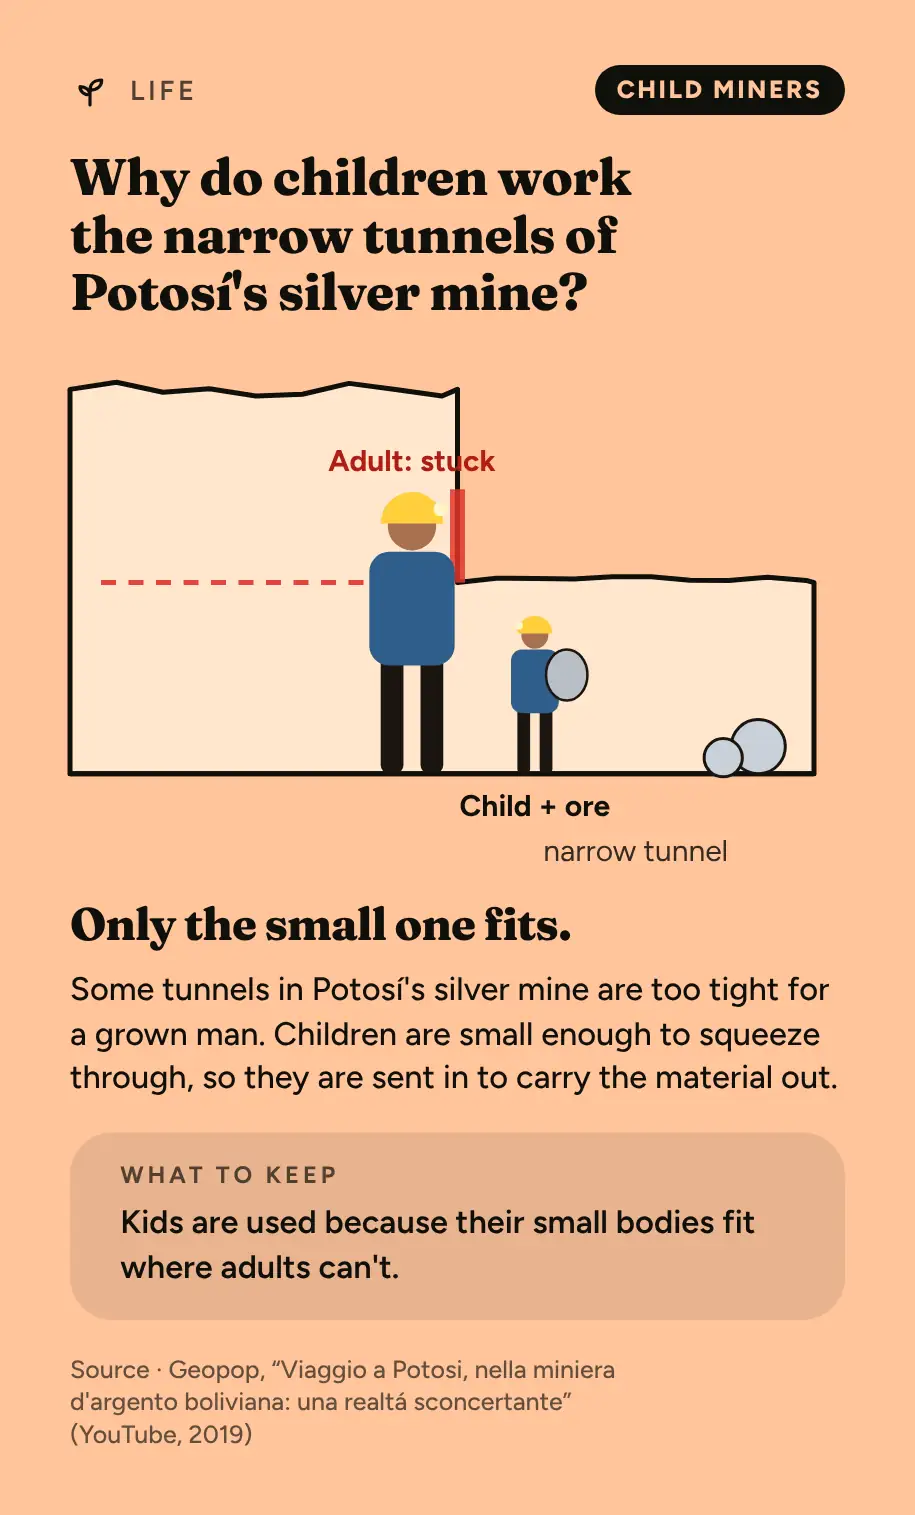 LIFE
CHILD MINERS
Why do children work
the narrow tunnels of
Potosí's silver mine?
Adult: stuck
Child + ore
narrow tunnel
Only the small one fits.
Some tunnels in Potosí's silver mine are too tight for
a grown man. Children are small enough to squeeze
through, so they are sent in to carry the material out.
WHAT TO KEEP
Kids are used because their small bodies fit
where adults can't.
Source · Geopop, “Viaggio a Potosi, nella miniera
d'argento boliviana: una realtá sconcertante”
(YouTube, 2019)